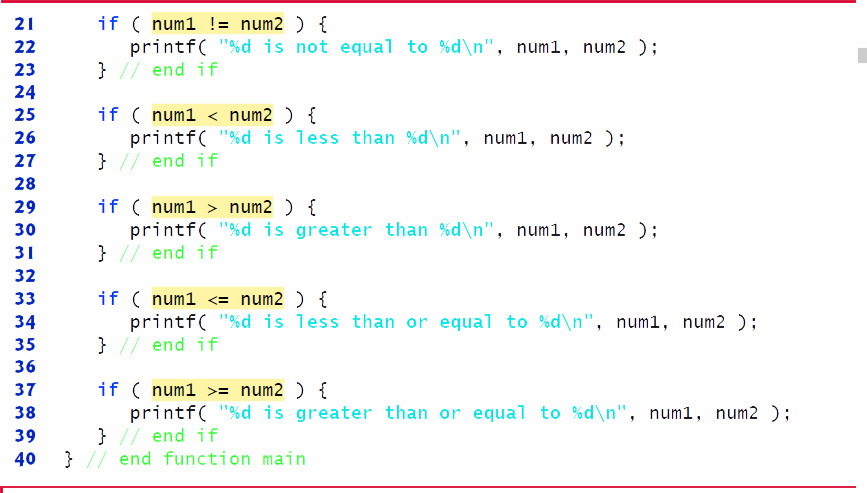 21 if ( num1 != num2 ) {
22 printf( "%d is not equal to %d\n", num1, num2 );
23 } // end if
24
25 if ( num1 < num2 ) {
26 printf( "%d is less than %d\n", num1, num2 );
27 } // end if
28
29 if ( num1 > num2 ) {
30 printf( "%d is greater than %d\n", num1, num2 );
31 } // end if
32
33 if ( num1 <= num2 ) {
34 printf( "%d is less than or equal to %d\n", num1, num2 );
35 } // end if
36
37 if ( num1 >= num2 ) {
38 printf( "%d is greater than or equal to %d\n", num1, num2 );
39 } // end if
40 } // end function main